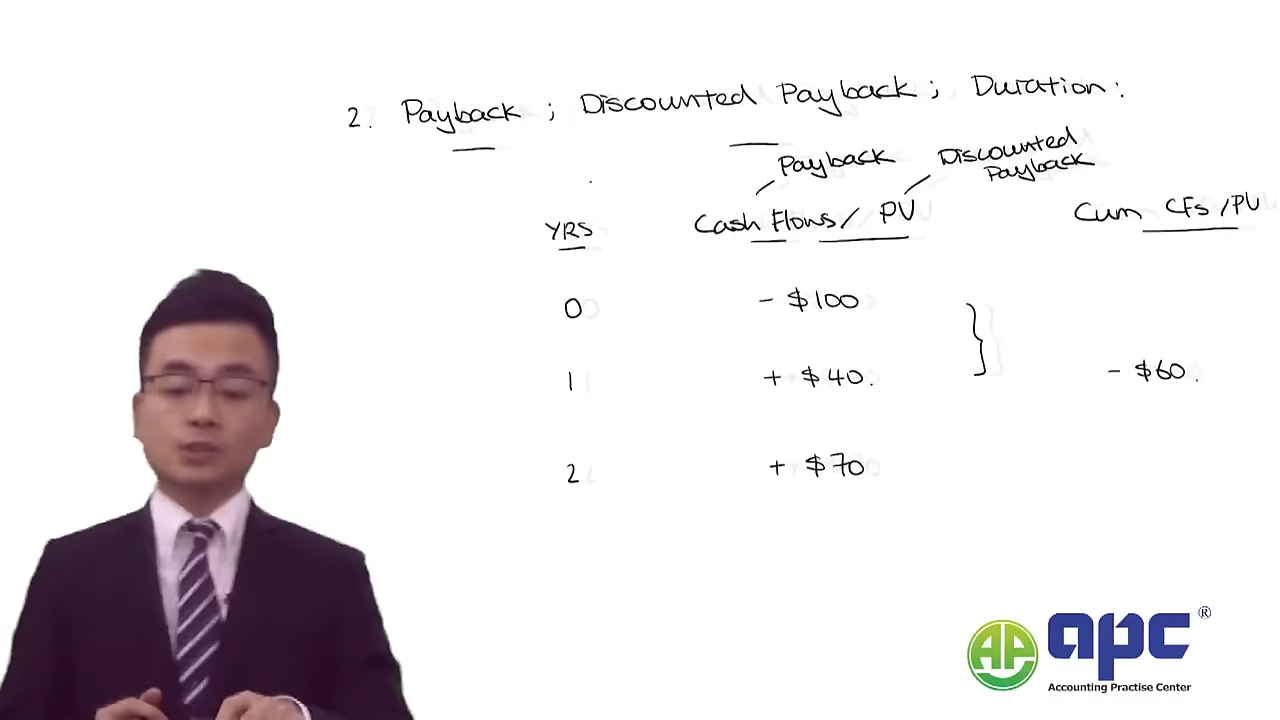 2. Payback ; Discounted Payback ; Duration :
Payback
Discounted Payback
YRS Cash Flows / PV Cum CFs / PV
0 - $100
1 + $40. - $60.
2 + $70
AP apc ®
Accounting Practise Center